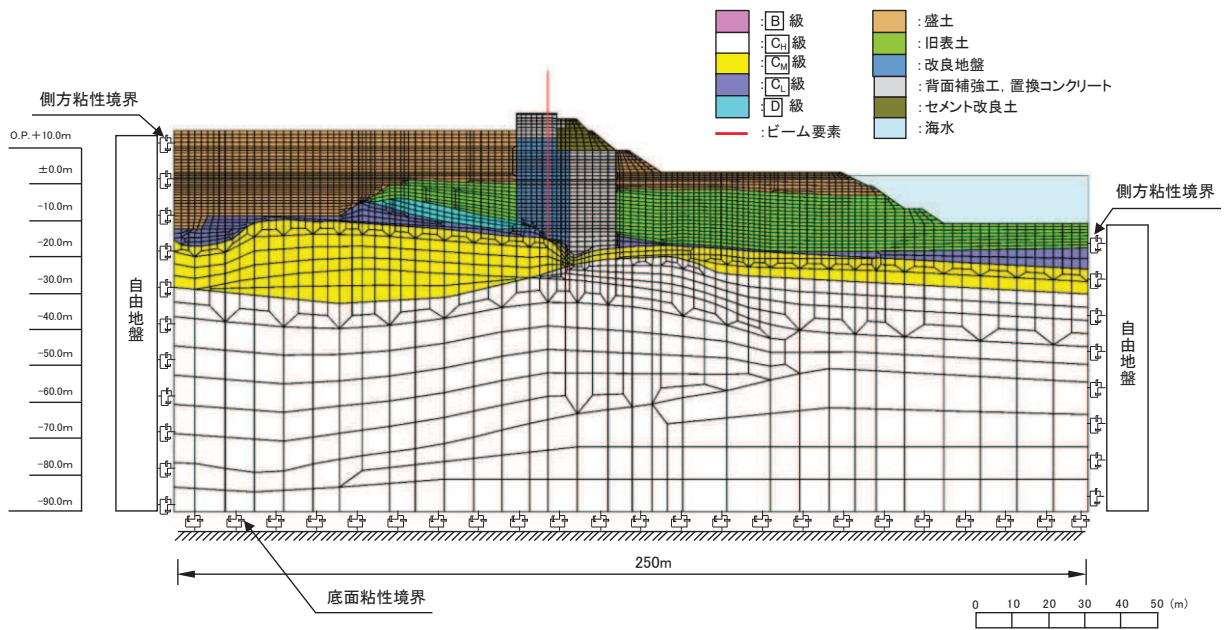 : B 級
: CH 級
: CM 級
: CL 級
: D 級
: ビーム要素
: 盛土
: 旧表土
: 改良地盤
: 背面補強工, 置換コンクリート
: セメント改良土
: 海水
側方粘性境界
O.P.+10.0m
±0.0m
-10.0m
-20.0m
-30.0m
-40.0m
-50.0m
-60.0m
-70.0m
-80.0m
-90.0m
自由地盤
側方粘性境界
自由地盤
250m
底面粘性境界
0 10 20 30 40 50 (m)